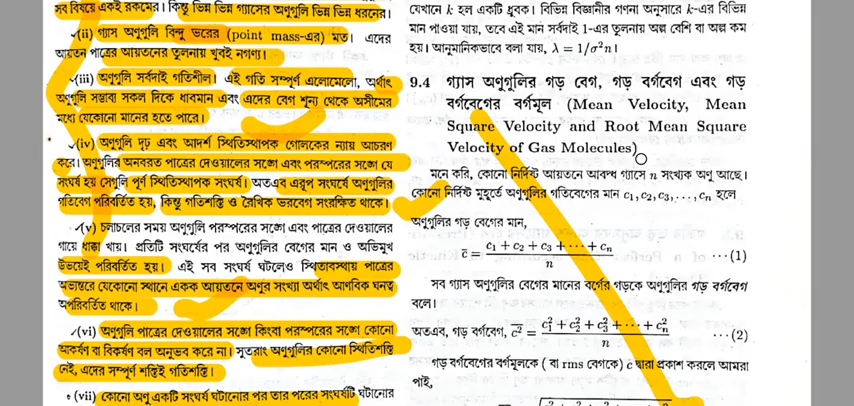 সব বিষয়ে একই রকমের। কিন্তু ভিন্ন ভিন্ন গ্যাসের অণুগুলি ভিন্ন ভিন্ন ধরনের।
(ii) গ্যাস অণুগুলি বিন্দু ভরের (point mass-এর) মত। এদের
আয়তন পাত্রের আয়তনের তুলনায় খুবই নগণ্য।
(iii) অণুগুলি সর্বদাই গতিশীল। এই গতি সম্পূর্ণ এলোমেলো, অর্থাৎ
অণুগুলি সম্ভাব্য সকল দিকে ধাবমান এবং এদের বেগ শূন্য থেকে অসীমের
মধ্যে যেকোনো মানের হতে পারে।
(iv) অণুগুলি দৃঢ় এবং আদর্শ স্থিতিস্থাপক গোলকের ন্যায় আচরণ
করে। অণুগুলির অনবরত পাত্রের দেওয়ালের সঙ্গে এবং পরস্পরের সঙ্গে যে
সংঘর্ষ হয় সেগুলি পূর্ণ স্থিতিস্থাপক সংঘর্ষ। অতএব এরূপ সংঘর্ষে অণুগুলির
গতিবেগ পরিবর্তিত হয়, কিন্তু গতিশক্তি ও রৈখিক ভরবেগ সংরক্ষিত থাকে।
(v) চলাচলের সময় অণুগুলি পরস্পরের সঙ্গে এবং পাত্রের দেওয়ালের
গায়ে ধাক্কা খায়। প্রতিটি সংঘর্ষের পর অণুগুলির বেগের মান ও অভিমুখ
উভয়েই পরিবর্তিত হয়। এই সব সংঘর্ষ ঘটলেও স্থিতাবস্থায় পাত্রের
অভ্যন্তরে যেকোনো স্থানে একক আয়তনে অণুর সংখ্যা অর্থাৎ আণবিক ঘনত্ব
অপরিবর্তিত থাকে।
(vi) অণুগুলি পাত্রের দেওয়ালের সঙ্গে কিংবা পরস্পরের সঙ্গে কোনো
আকর্ষণ বা বিকর্ষণ বল অনুভব করে না। সুতরাং অণুগুলির কোনো স্থিতিশক্তি
নেই, এদের সম্পূর্ণ শক্তিই গতিশক্তি।
(vii) কোনো অণু একটি সংঘর্ষ ঘটানোর পর তার পরের সংঘর্ষটি ঘটানোর
যেখানে k হল একটি ধ্রুবক। বিভিন্ন বিজ্ঞানীর গণনা অনুসারে k-এর বিভিন্ন
মান পাওয়া যায়, তবে এই মান সর্বদাই 1-এর তুলনায় অল্প বেশি বা অল্প কম
হয়। আনুমানিকভাবে বলা যায়, λ = 1/σ²n।
9.4 গ্যাস অণুগুলির গড় বেগ, গড় বর্গবেগ এবং গড়
বর্গবেগের বর্গমূল (Mean Velocity, Mean
Square Velocity and Root Mean Square
Velocity of Gas Molecules)
মনে করি, কোনো নির্দিষ্ট আয়তনে আবদ্ধ গ্যাসে n সংখ্যক অণু আছে।
কোনো নির্দিষ্ট মুহূর্তে অণুগুলির গতিবেগের মান c₁, c₂, c₃, . . . , cₙ হলে
অণুগুলির গড় বেগের মান,
c̅ = (c₁ + c₂ + c₃ + ··· + cₙ)/n ···(1)
সব গ্যাস অণুগুলির বেগের মানের বর্গের গড়কে অণুগুলির গড় বর্গবেগ
বলে।
অতএব, গড় বর্গবেগ, c̅² = (c₁² + c₂² + c₃² + ··· + cₙ²)/n ···(2)
গড় বর্গবেগের বর্গমূলকে ( বা rms বেগকে) c দ্বারা প্রকাশ করলে আমরা
পাই,